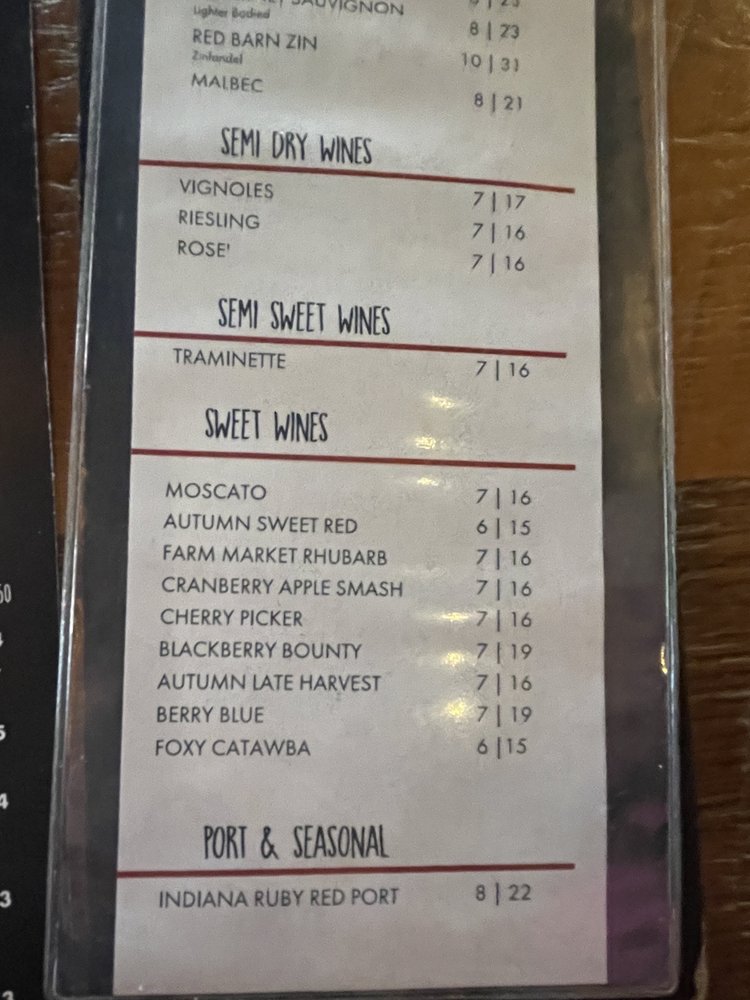 SAUVIGNON
Lighter Bodied
8 | 23
RED BARN ZIN 10 | 31
Zinfandel
MALBEC 8 | 21
SEMI DRY WINES
VIGNOLES 7 | 17
RIESLING 7 | 16
ROSE' 7 | 16
SEMI SWEET WINES
TRAMINETTE 7 | 16
SWEET WINES
MOSCATO 7 | 16
AUTUMN SWEET RED 6 | 15
FARM MARKET RHUBARB 7 | 16
CRANBERRY APPLE SMASH 7 | 16
CHERRY PICKER 7 | 16
BLACKBERRY BOUNTY 7 | 19
AUTUMN LATE HARVEST 7 | 16
BERRY BLUE 7 | 19
FOXY CATAWBA 6 | 15
PORT & SEASONAL
INDIANA RUBY RED PORT 8 | 22